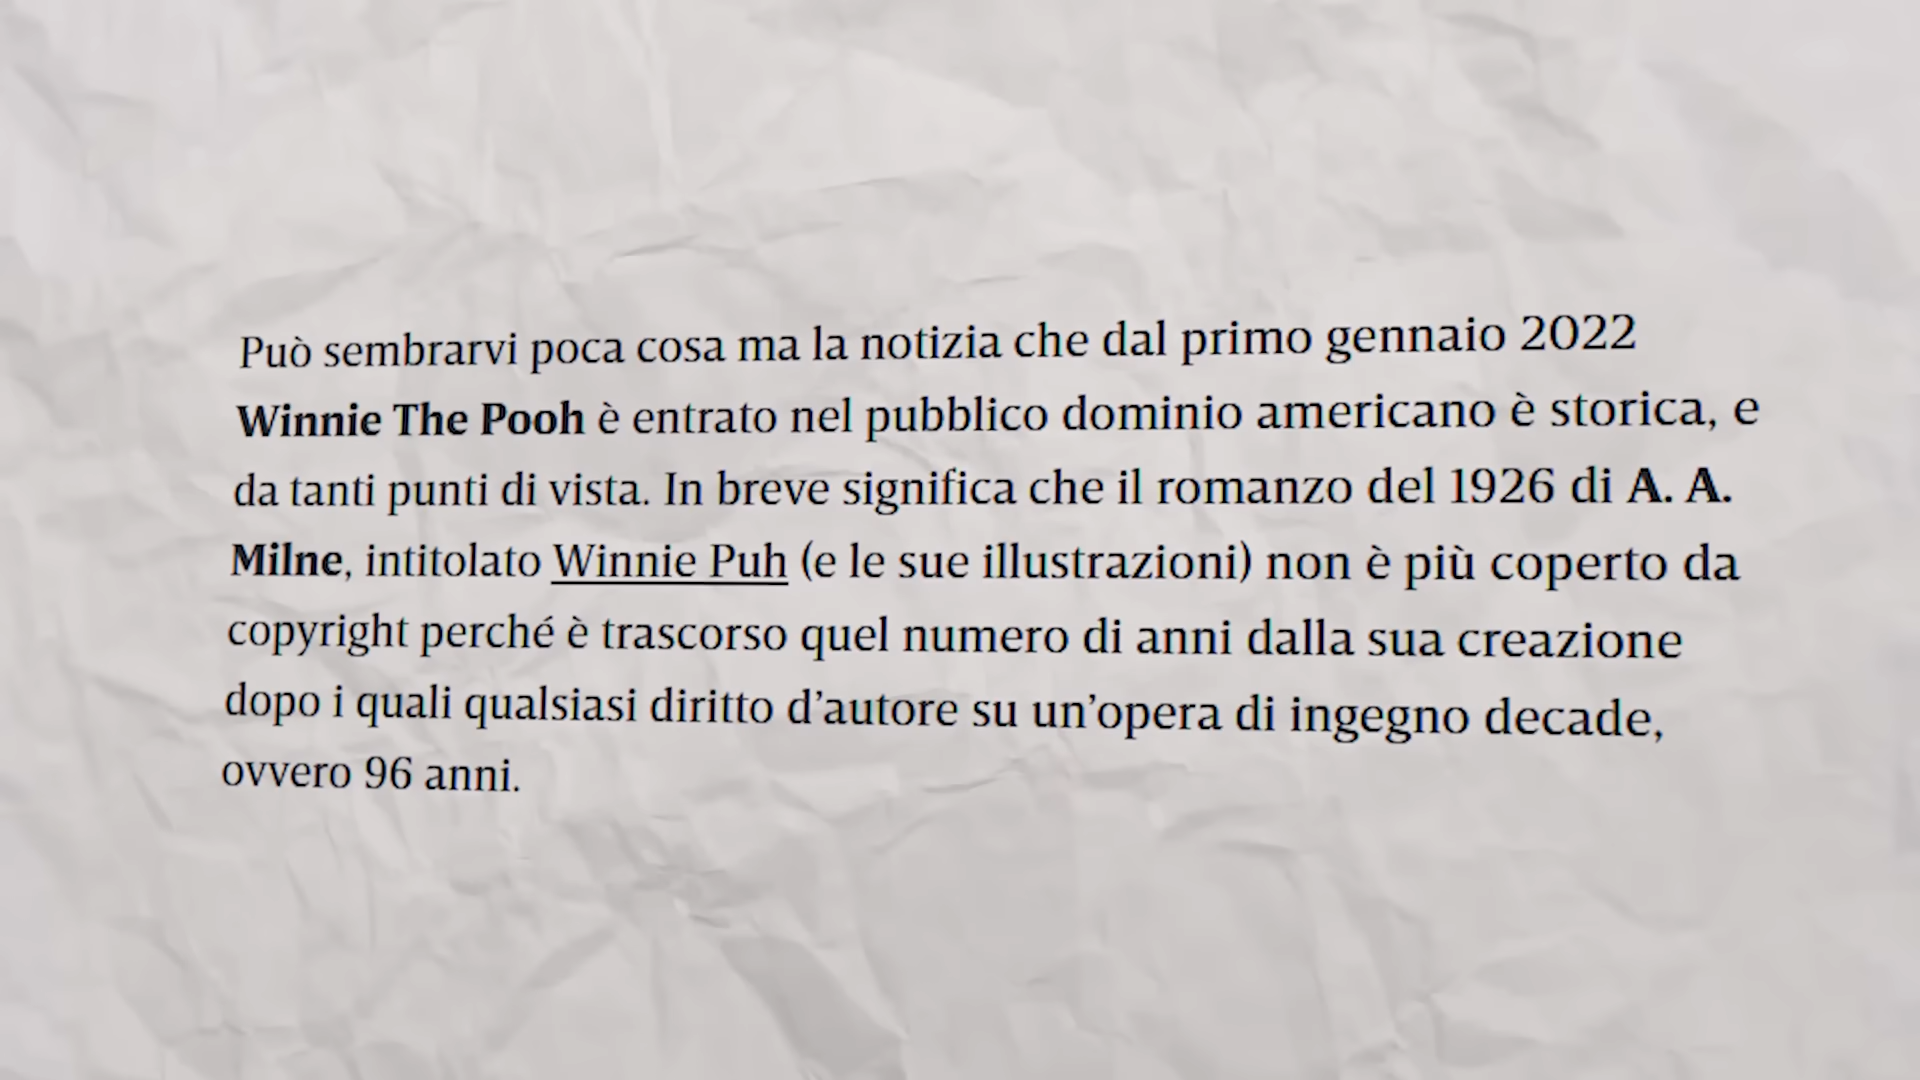 Può sembrarvi poca cosa ma la notizia che dal primo gennaio 2022
Winnie The Pooh è entrato nel pubblico dominio americano è storica, e
da tanti punti di vista. In breve significa che il romanzo del 1926 di A. A.
Milne, intitolato Winnie Puh (e le sue illustrazioni) non è più coperto da
copyright perché è trascorso quel numero di anni dalla sua creazione
dopo i quali qualsiasi diritto d’autore su un’opera di ingegno decade,
ovvero 96 anni.